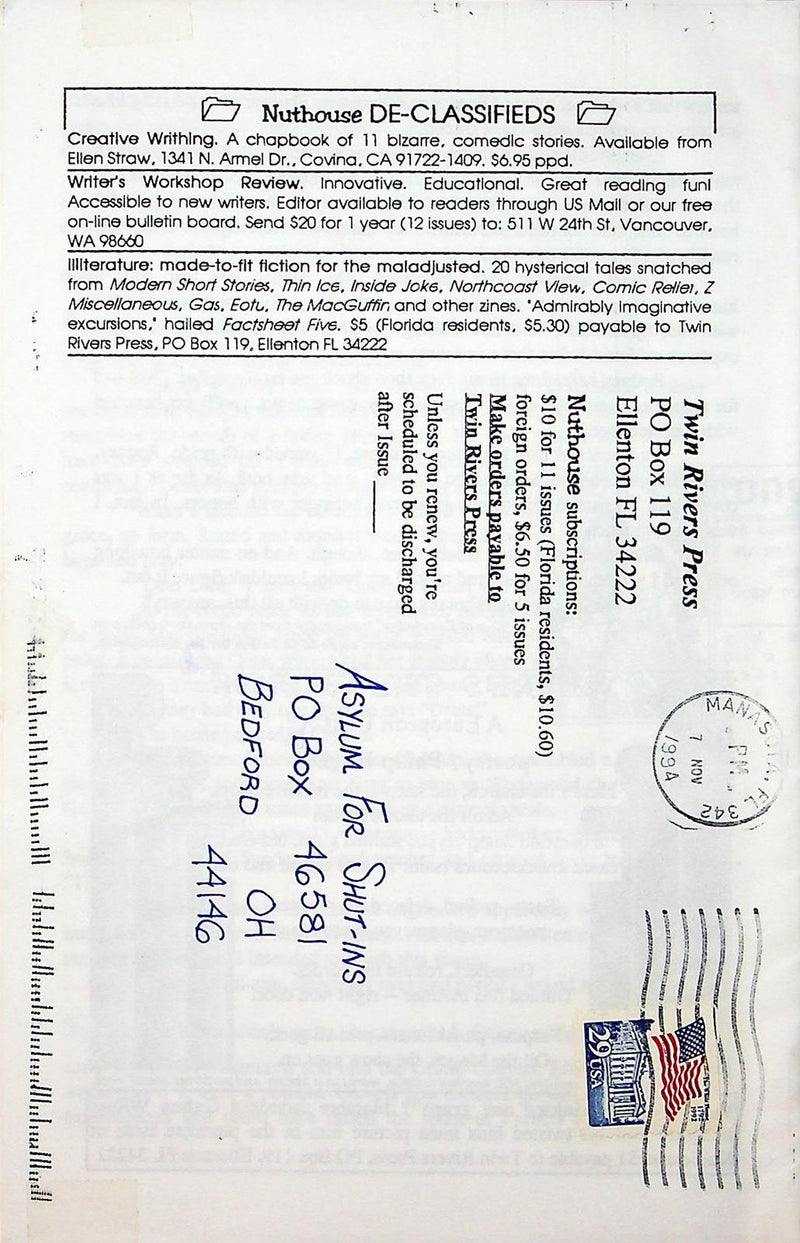 Nuthouse DE-CLASSIFIEDS
Creative Writhing. A chapbook of 11 bizarre, comedic stories. Available from
Ellen Straw, 1341 N. Armel Dr., Covina, CA 91722-1409. $6.95 ppd.
Writer's Workshop Review. Innovative. Educational. Great reading fun!
Accessible to new writers. Editor available to readers through US Mail or our free
on-line bulletin board. Send $20 for 1 year (12 issues) to: 511 W 24th St, Vancouver,
WA 98660
Illiterature: made-to-fit fiction for the maladjusted. 20 hysterical tales snatched
from Modern Short Stories, Thin Ice, Inside Joke, Northcoast View, Comic Relief, Z
Miscellaneous, Gas, Eotu, The MacGuffin and other zines. "Admirably imaginative
excursions," hailed Factsheet Five. $5 (Florida residents, $5.30) payable to Twin
Rivers Press, PO Box 119, Ellenton FL 34222
Twin Rivers Press
PO Box 119
Ellenton FL 34222
Nuthouse subscriptions:
$10 for 11 issues (Florida residents, $10.60)
foreign orders, $6.50 for 5 issues
Make orders payable to
Twin Rivers Press
Unless you renew, you're
scheduled to be discharged
after Issue
ASYLUM FOR SHUT-INS
PO BOX 46581
BEDFORD OH
44146
MANASOTA, FL 342
PM
7 NOV
1994
29
USA